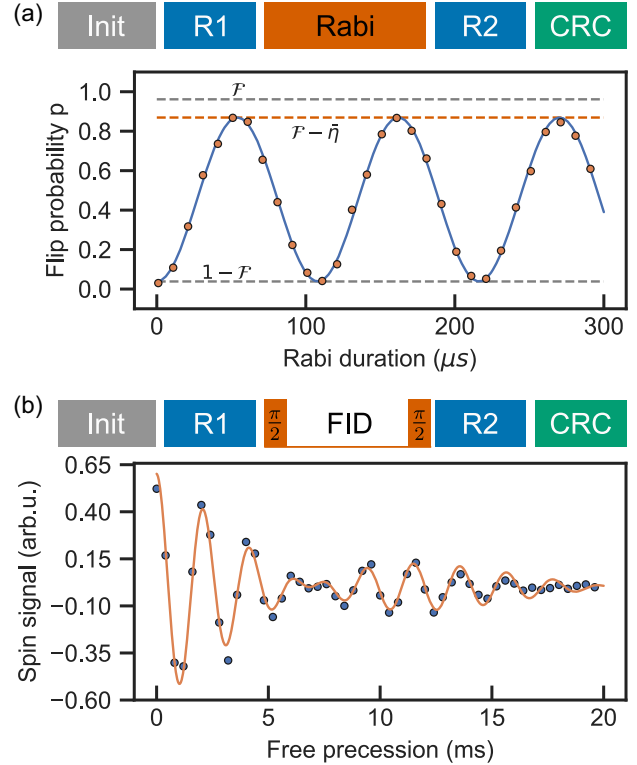 (a)
Init R1 Rabi R2 CRC
Flip probability p
1.0
0.8
0.6
0.4
0.2
0.0
ℱ
ℱ − η̄
1 − ℱ
0 100 200 300
Rabi duration (μs)
(b)
Init R1 π/2 FID π/2 R2 CRC
Spin signal (arb.u.)
0.65
0.40
0.15
−0.10
−0.35
−0.60
0 5 10 15 20
Free precession (ms)